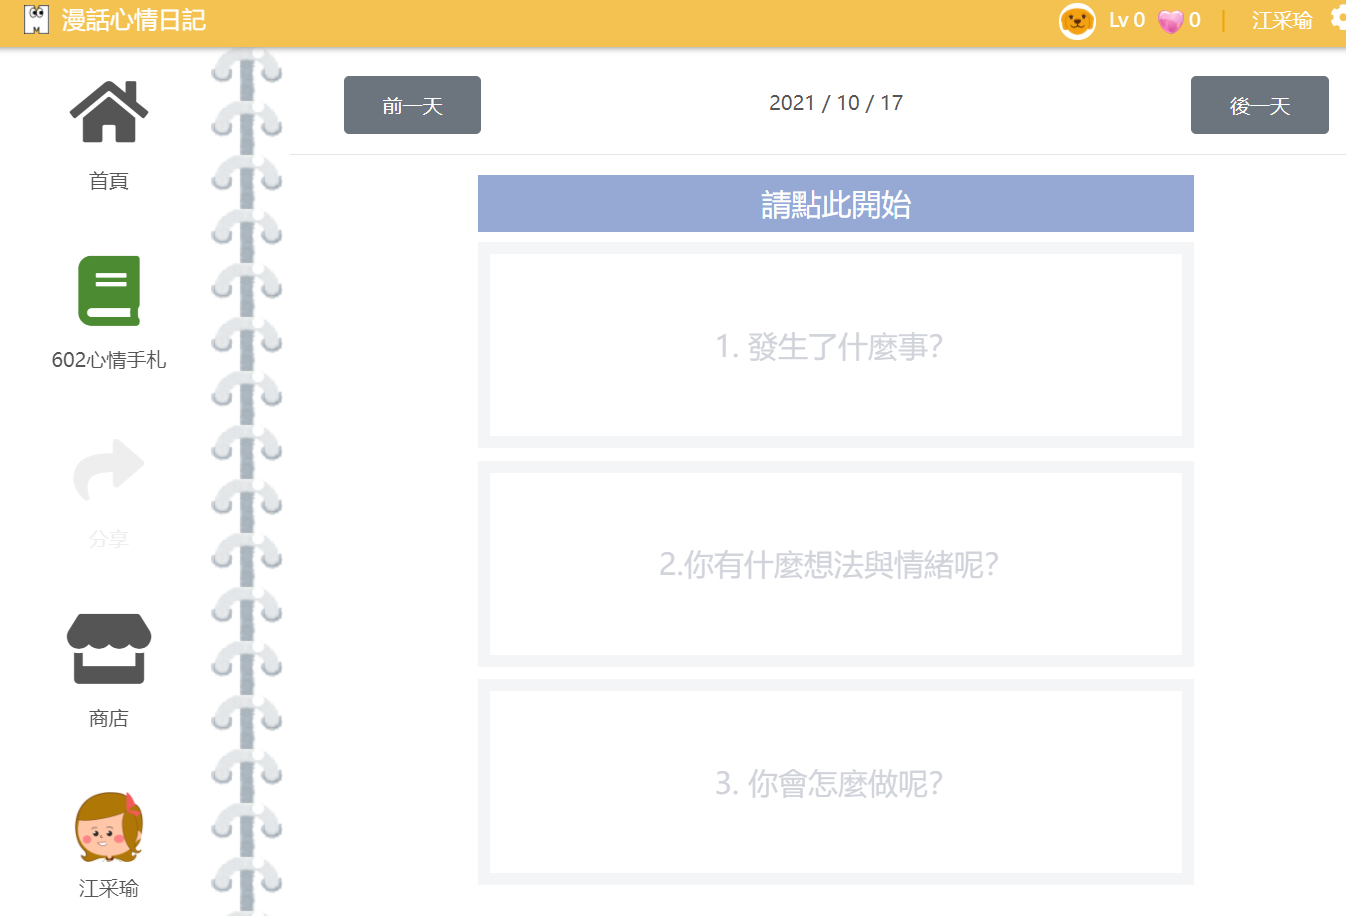 漫話心情日記
Lv 0 0 | 江采瑜
首頁
602心情手札
分享
商店
江采瑜
前一天
2021 / 10 / 17
後一天
請點此開始
1. 發生了什麼事?
2.你有什麼想法與情緒呢?
3. 你會怎麼做呢?